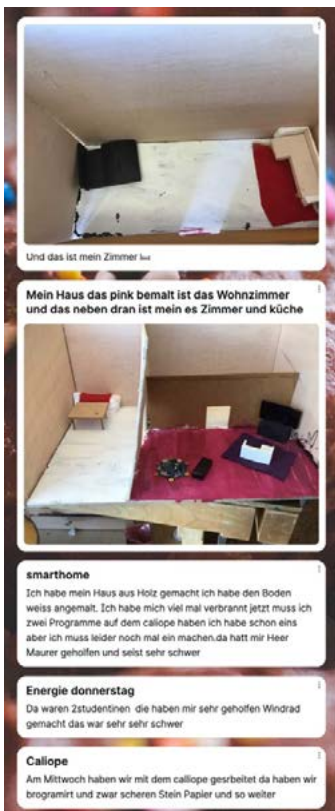 Und das ist mein Zimmer
Mein Haus das pink bemalt ist das Wohnzimmer
und das neben dran ist mein es Zimmer und küche
smarthome
Ich habe mein Haus aus Holz gemacht ich habe den Boden
weiss angemalt. Ich habe mich viel mal verbrannt jetzt muss ich
zwei Programme auf dem caliope haben ich habe schon eins
aber ich muss leider noch mal ein machen.da hatt mir Heer
Maurer geholfen und seist sehr schwer
Energie donnerstag
Da waren 2studentinen die haben mir sehr geholfen Windrad
gemacht das war sehr sehr schwer
Caliope
Am Mittwoch haben wir mit dem calliope gesrbeitet da haben wir
brogramirt und zwar scheren Stein Papier und so weiter